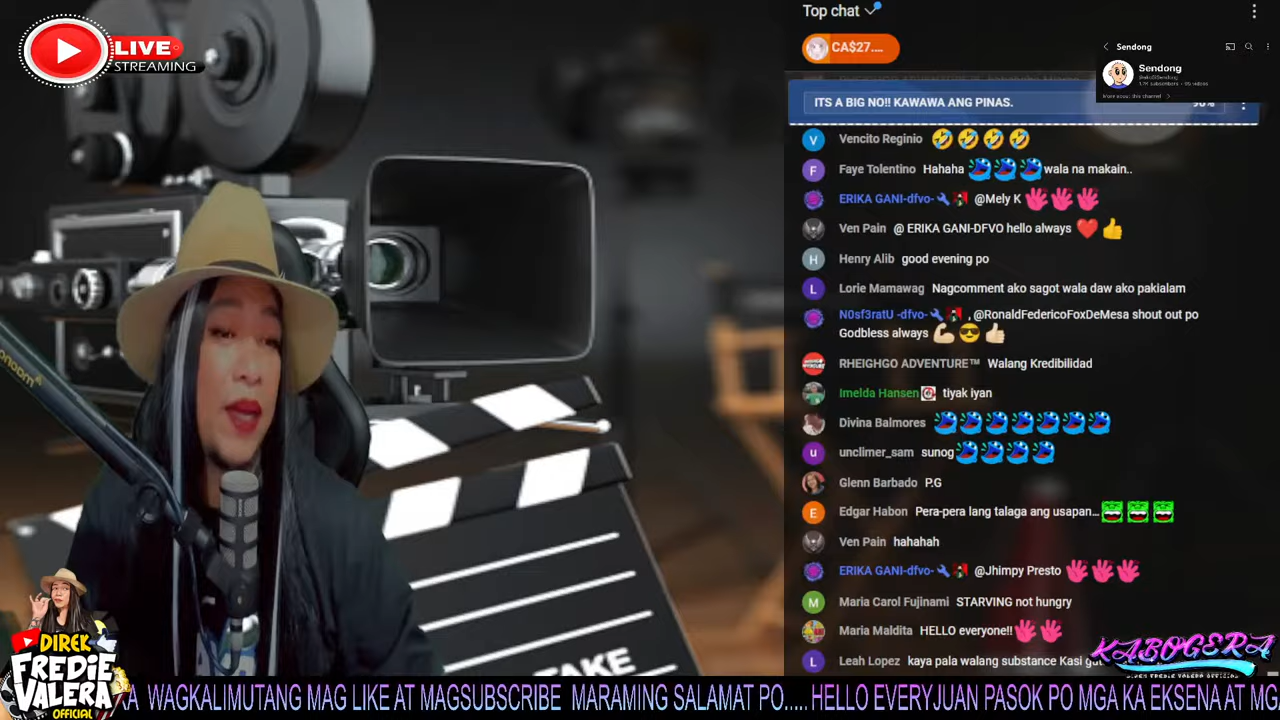 LIVE
STREAMING
Top chat
CA$27....
Sendong
Sendong
ITS A BIG NO!! KAWAWA ANG PINAS.
90%
Vencito Reginio
Faye Tolentino Hahaha wala na makain..
ERIKA GANI-dfvo- @Mely K
Ven Pain @ ERIKA GANI-DFVO hello always
Henry Alib good evening po
Lorie Mamawag Nagcomment ako sagot wala daw ako pakialam
N0sf3ratU -dfvo- , @RonaldFedericoFoxDeMesa shout out po
Godbless always
RHEIGHGO ADVENTURE™ Walang Kredibilidad
Imelda Hansen tiyak iyan
Divina Balmores
unclimer_sam sunog
Glenn Barbado P.G
Edgar Habon Pera-pera lang talaga ang usapan...
Ven Pain hahahah
ERIKA GANI-dfvo- @Jhimpy Presto
Maria Carol Fujinami STARVING not hungry
Maria Maldita HELLO everyone!!
Leah Lopez kaya pala walang substance Kasi
KABOGERA
TAKE
DIREK
FREDIE
VALERA
OFFICIAL
WAGKALIMUTANG MAG LIKE AT MAGSUBSCRIBE MARAMING SALAMAT PO..... HELLO EVERYJUAN PASOK PO MGA KA EKSENA AT